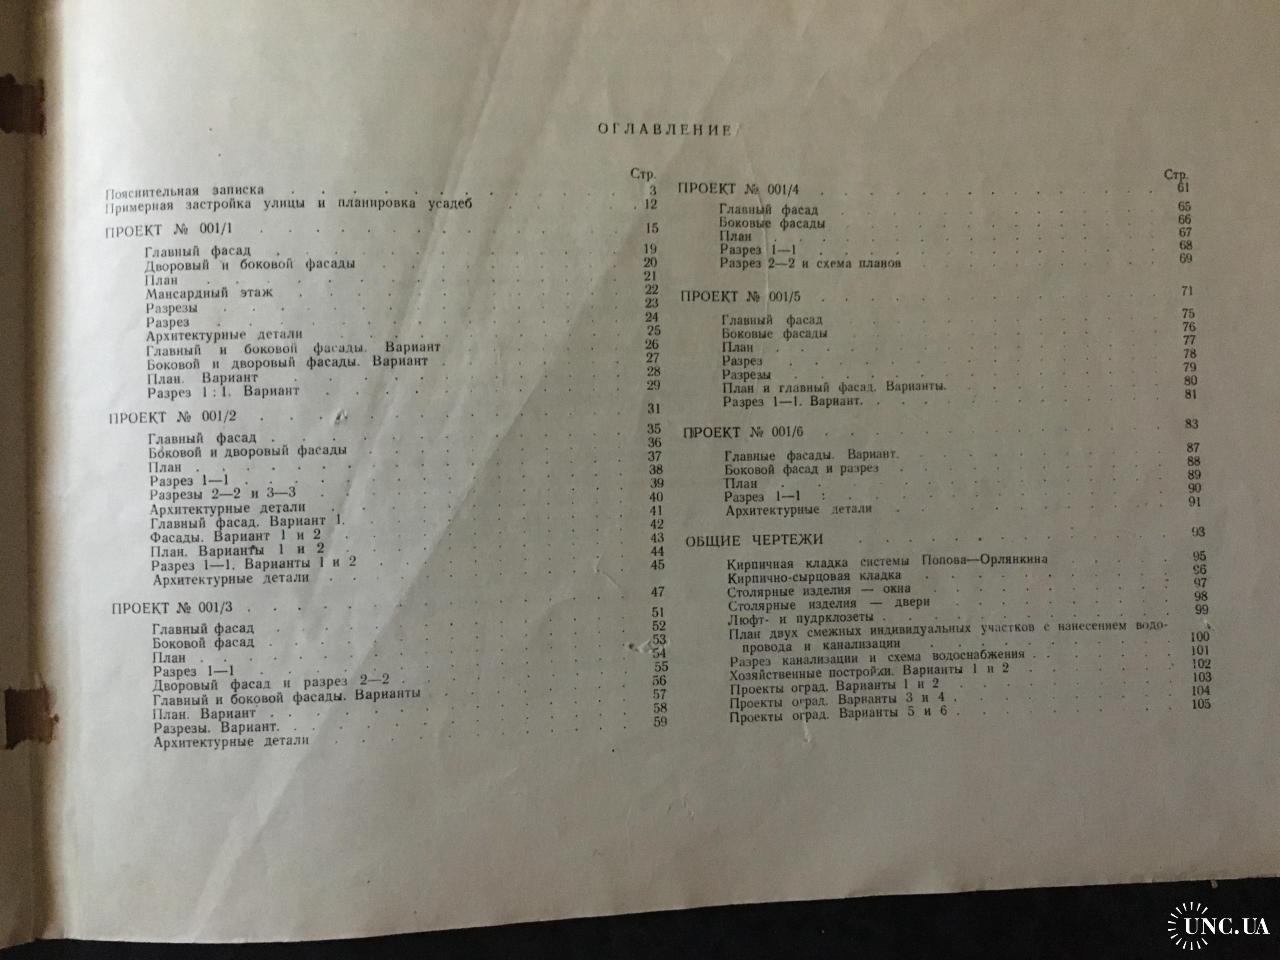 ОГЛАВЛЕНИЕ
Стр.
Пояснительная записка 3
Примерная застройка улицы и планировка усадеб 12
ПРОЕКТ № 001/1 15
Главный фасад 19
Дворовый и боковой фасады 20
План 21
Мансардный этаж 22
Разрезы 23
Разрез 24
Архитектурные детали 25
Главный и боковой фасады. Вариант 26
Боковой и дворовый фасады. Вариант 27
План. Вариант 28
Разрез 1 : 1. Вариант 29
ПРОЕКТ № 001/2 31
Главный фасад 35
Боковой и дворовый фасады 36
План 37
Разрез 1—1 38
Разрезы 2—2 и 3—3 39
Архитектурные детали 40
Главный фасад. Вариант 1. 41
Фасады. Вариант 1 и 2 42
План. Варианты 1 и 2 43
Разрез 1—1. Варианты 1 и 2 44
Архитектурные детали 45
ПРОЕКТ № 001/3 47
Главный фасад 51
Боковой фасад 52
План 53
Разрез 1—1 54
Дворовый фасад и разрез 2—2 55
Главный и боковой фасады. Варианты 56
План. Вариант 57
Разрезы. Вариант. 58
Архитектурные детали 59
Стр.
ПРОЕКТ № 001/4 61
Главный фасад 65
Боковые фасады 66
План 67
Разрез 1—1 68
Разрез 2—2 и схема планов 69
ПРОЕКТ № 001/5 71
Главный фасад 75
Боковые фасады 76
План 77
Разрез 78
Разрезы 79
План и главный фасад. Варианты. 80
Разрез 1—1. Вариант. 81
ПРОЕКТ № 001/6 83
Главные фасады. Вариант. 87
Боковой фасад и разрез 88
План 89
Разрез 1—1 : 90
Архитектурные детали 91
ОБЩИЕ ЧЕРТЕЖИ 93
Кирпичная кладка системы Попова—Орлянкина 95
Кирпично-сырцовая кладка 96
Столярные изделия — окна 97
Столярные изделия — двери 98
Люфт- и пудрклозеты 99
План двух смежных индивидуальных участков с нанесением водо-
провода и канализации 100
Разрез канализации и схема водоснабжения 101
Хозяйственные постройки. Варианты 1 и 2 102
Проекты оград. Варианты 1 и 2 103
Проекты оград. Варианты 3 и 4 104
Проекты оград. Варианты 5 и 6 105
UNC.UA